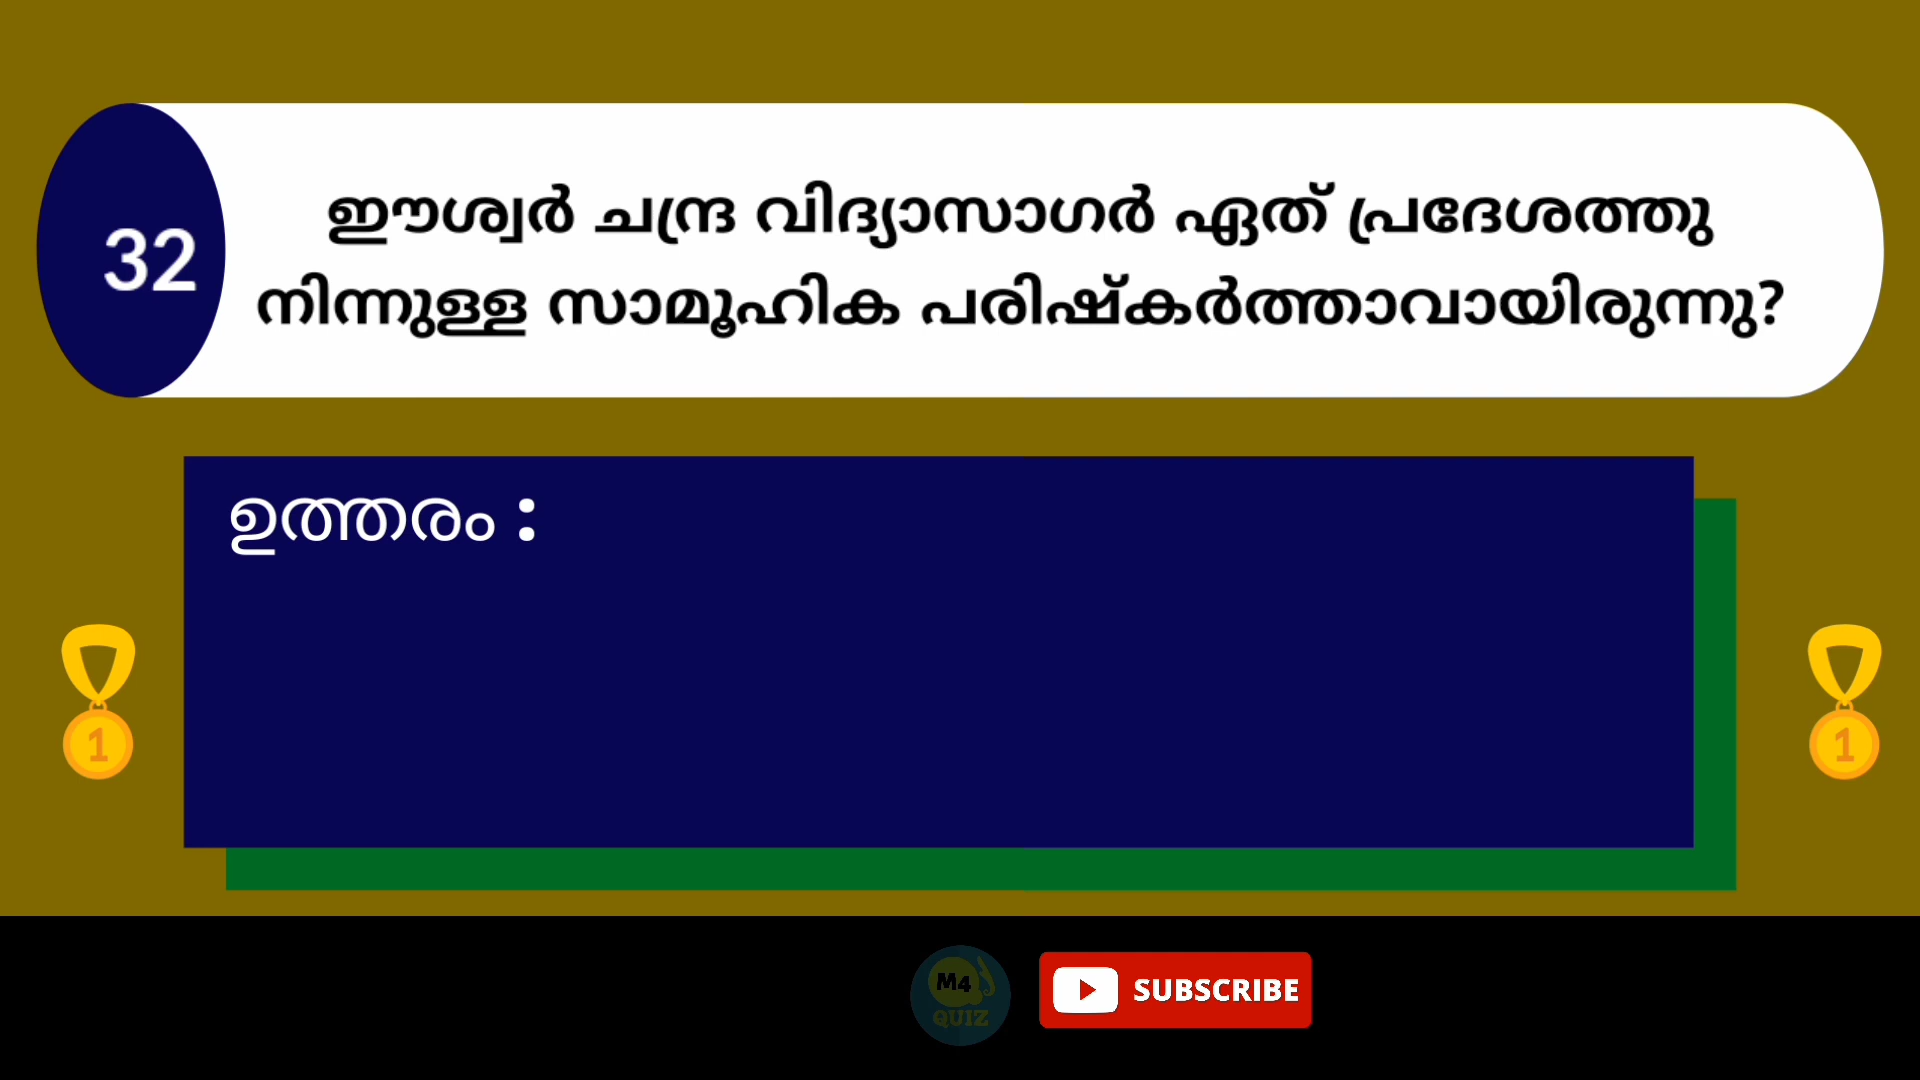 32
ഈശ്വർ ചന്ദ്ര വിദ്യാസാഗർ ഏത് പ്രദേശത്തു
നിന്നുള്ള സാമൂഹിക പരിഷ്കർത്താവായിരുന്നു?
ഉത്തരം :
1
1
M4
QUIZ
SUBSCRIBE